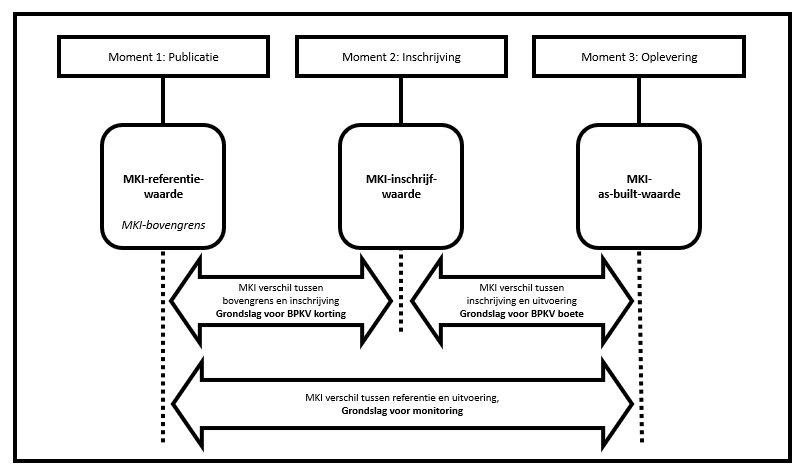 Moment 1: Publicatie
Moment 2: Inschrijving
Moment 3: Oplevering
MKI-referentie-
waarde
MKI-bovengrens
MKI-inschrijf-
waarde
MKI-
as-built-waarde
MKI verschil tussen
bovengrens en inschrijving
Grondslag voor BPKV korting
MKI verschil tussen
inschrijving en uitvoering
Grondslag voor BPKV boete
MKI verschil tussen referentie en uitvoering,
Grondslag voor monitoring